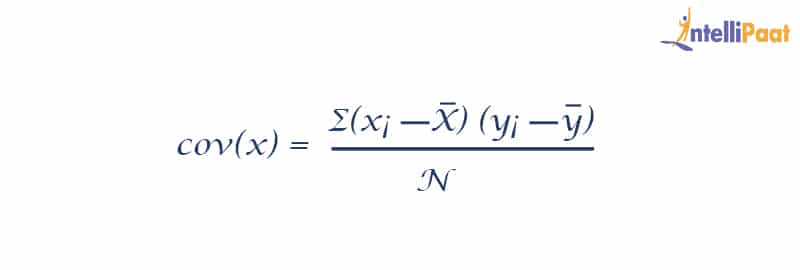 IntelliPaat
cov(x) = Σ(xᵢ – X̄) (yᵢ – ȳ) / N